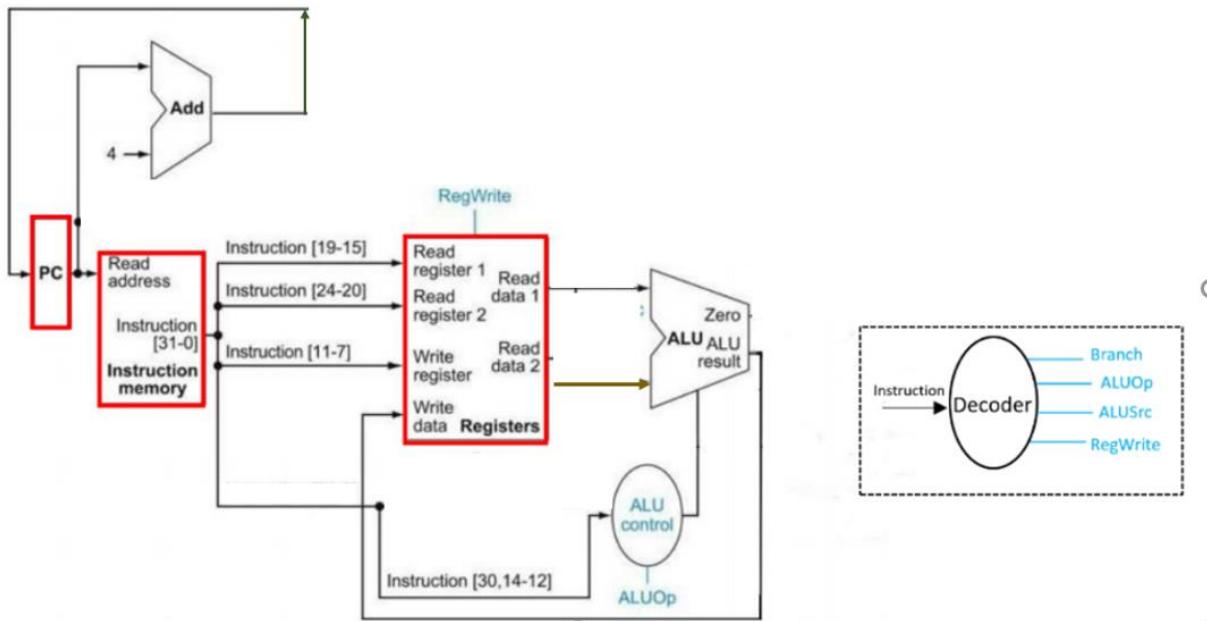 Add
4
RegWrite
PC
Read
address
Instruction
[31-0]
Instruction
memory
Instruction [19-15]
Instruction [24-20]
Instruction [11-7]
Read
register 1
Read
data 1
Read
register 2
Read
data 2
Write
register
Write
data
Registers
Zero
ALU
ALU
result
ALU
control
Instruction [30,14-12]
ALUOp
Instruction
Decoder
Branch
ALUOp
ALUSrc
RegWrite